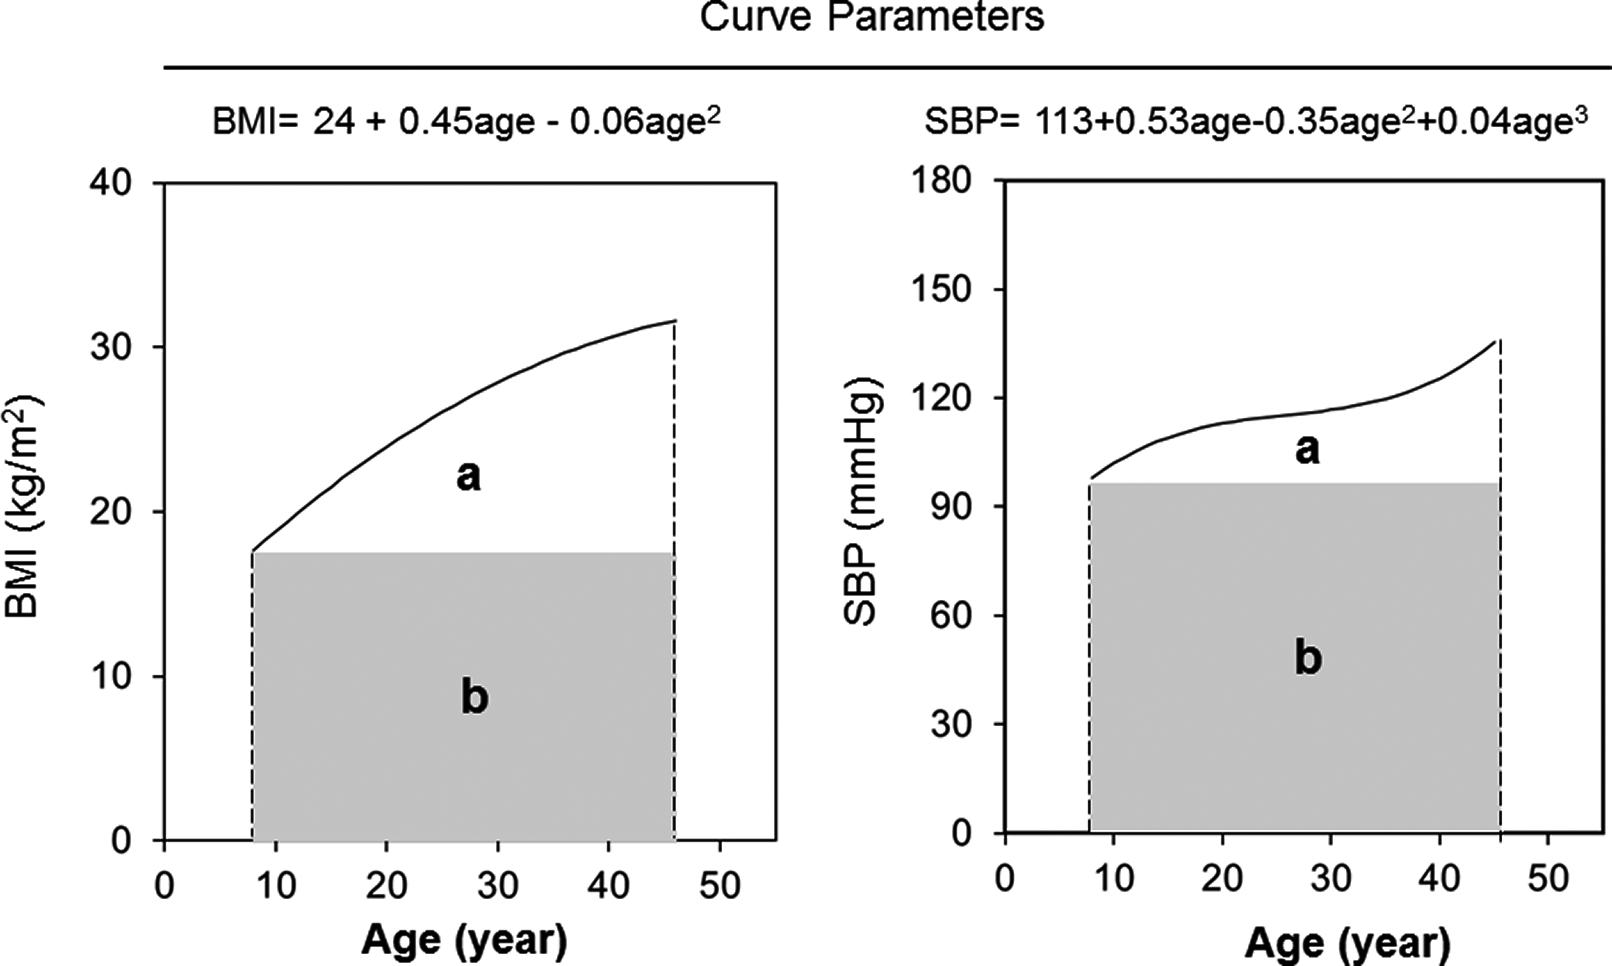 Curve Parameters
BMI= 24 + 0.45age - 0.06age²
40
30
20
10
0
BMI (kg/m²)
a
b
0 10 20 30 40 50
Age (year)
SBP= 113+0.53age-0.35age²+0.04age³
180
150
120
90
60
30
0
SBP (mmHg)
a
b
0 10 20 30 40 50
Age (year)